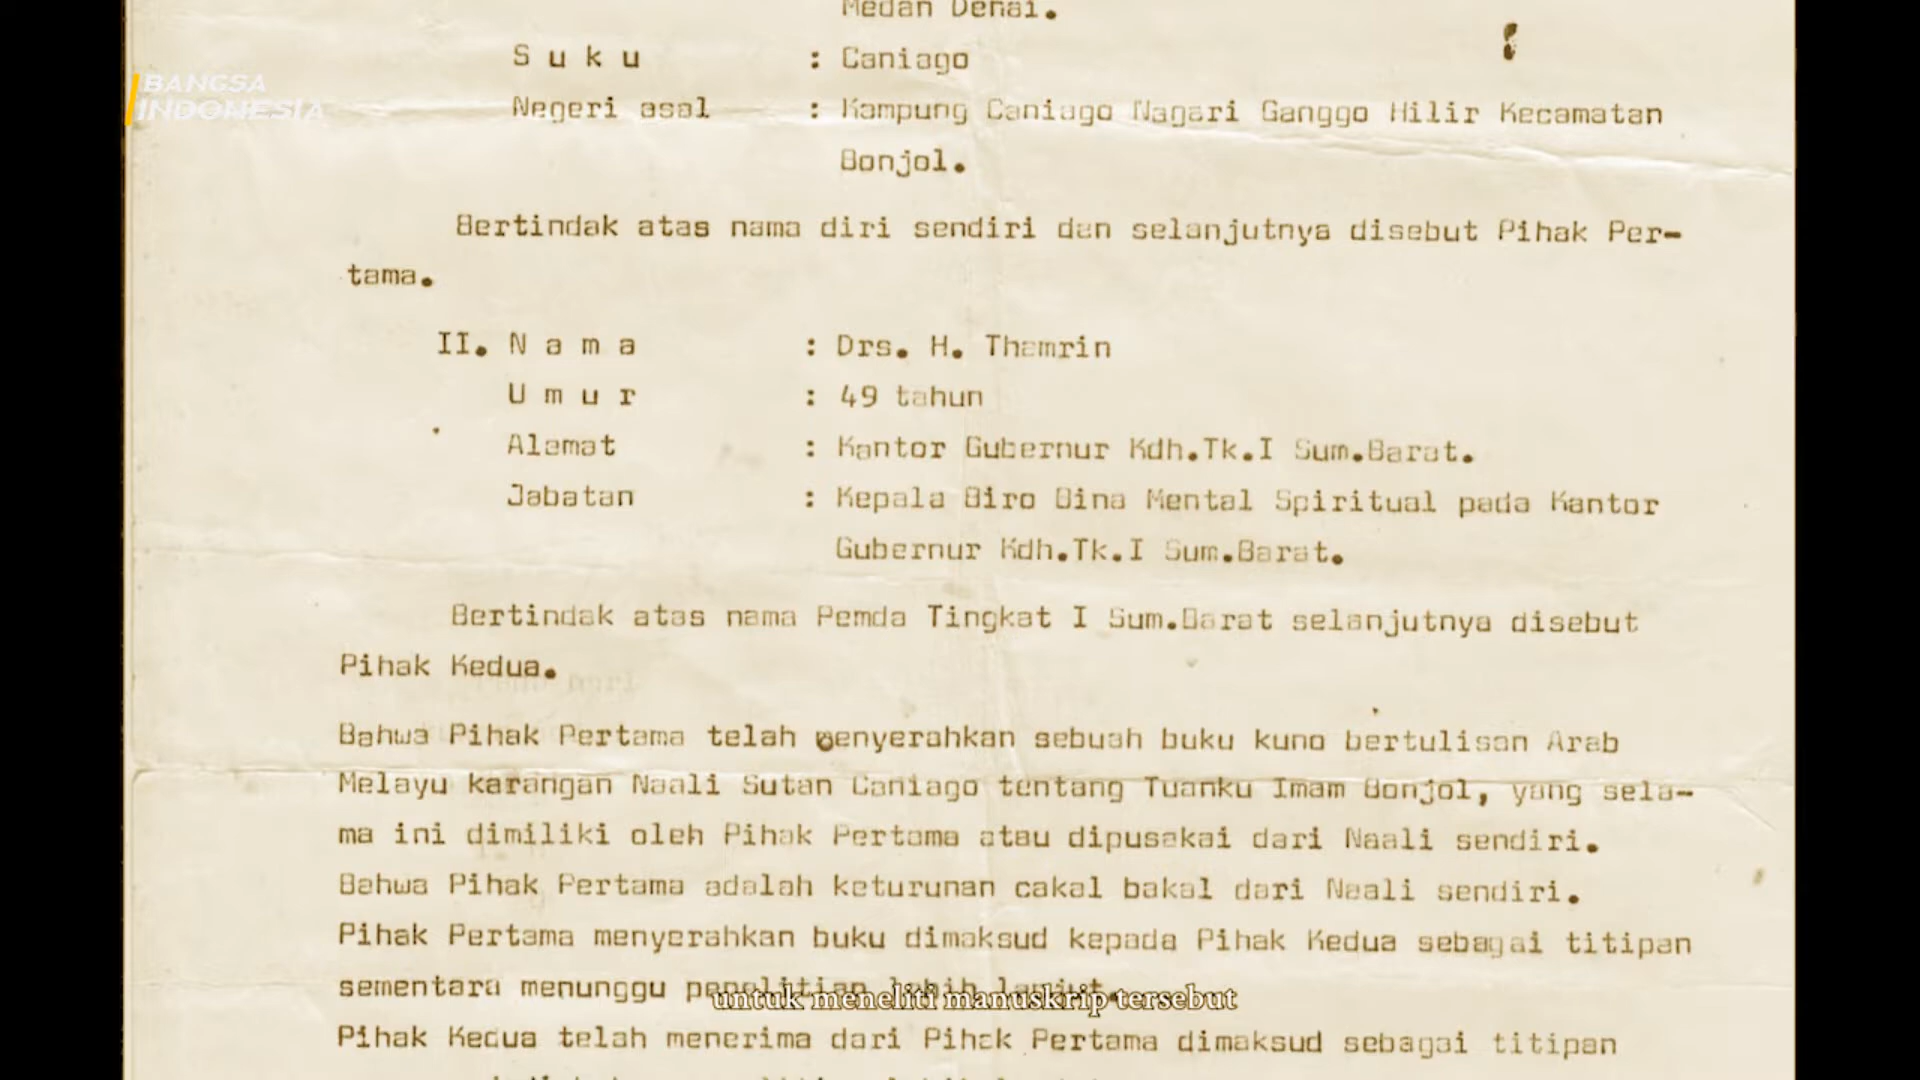 Medan Denai.
S u k u : Caniago
BANGSA
INDONESIA
Negeri asal : Kampung Caniago Nagari Ganggo Hilir Kecamatan
Bonjol.
Bertindak atas nama diri sendiri dan selanjutnya disebut Pihak Per-
tama.
II. N a m a : Drs. H. Thamrin
U m u r : 49 tahun
Alamat : Kantor Gubernur Kdh.Tk.I Sum.Barat.
Jabatan : Kepala Biro Bina Mental Spiritual pada Kantor
Gubernur Kdh.Tk.I Sum.Barat.
Bertindak atas nama Pemda Tingkat I Sum.Barat selanjutnya disebut
Pihak Kedua.
Bahwa Pihak Pertama telah menyerahkan sebuah buku kuno bertulisan Arab
Melayu karangan Naali Sutan Caniago tentang Tuanku Imam Bonjol, yang sela-
ma ini dimiliki oleh Pihak Pertama atau dipusakai dari Naali sendiri.
Bahwa Pihak Pertama adalah keturunan cakal bakal dari Naali sendiri.
Pihak Pertama menyerahkan buku dimaksud kepada Pihak Kedua sebagai titipan
sementara menunggu penelitian lebih lanjut.
untuk meneliti manuskrip tersebut
Pihak Kedua telah menerima dari Pihak Pertama dimaksud sebagai titipan